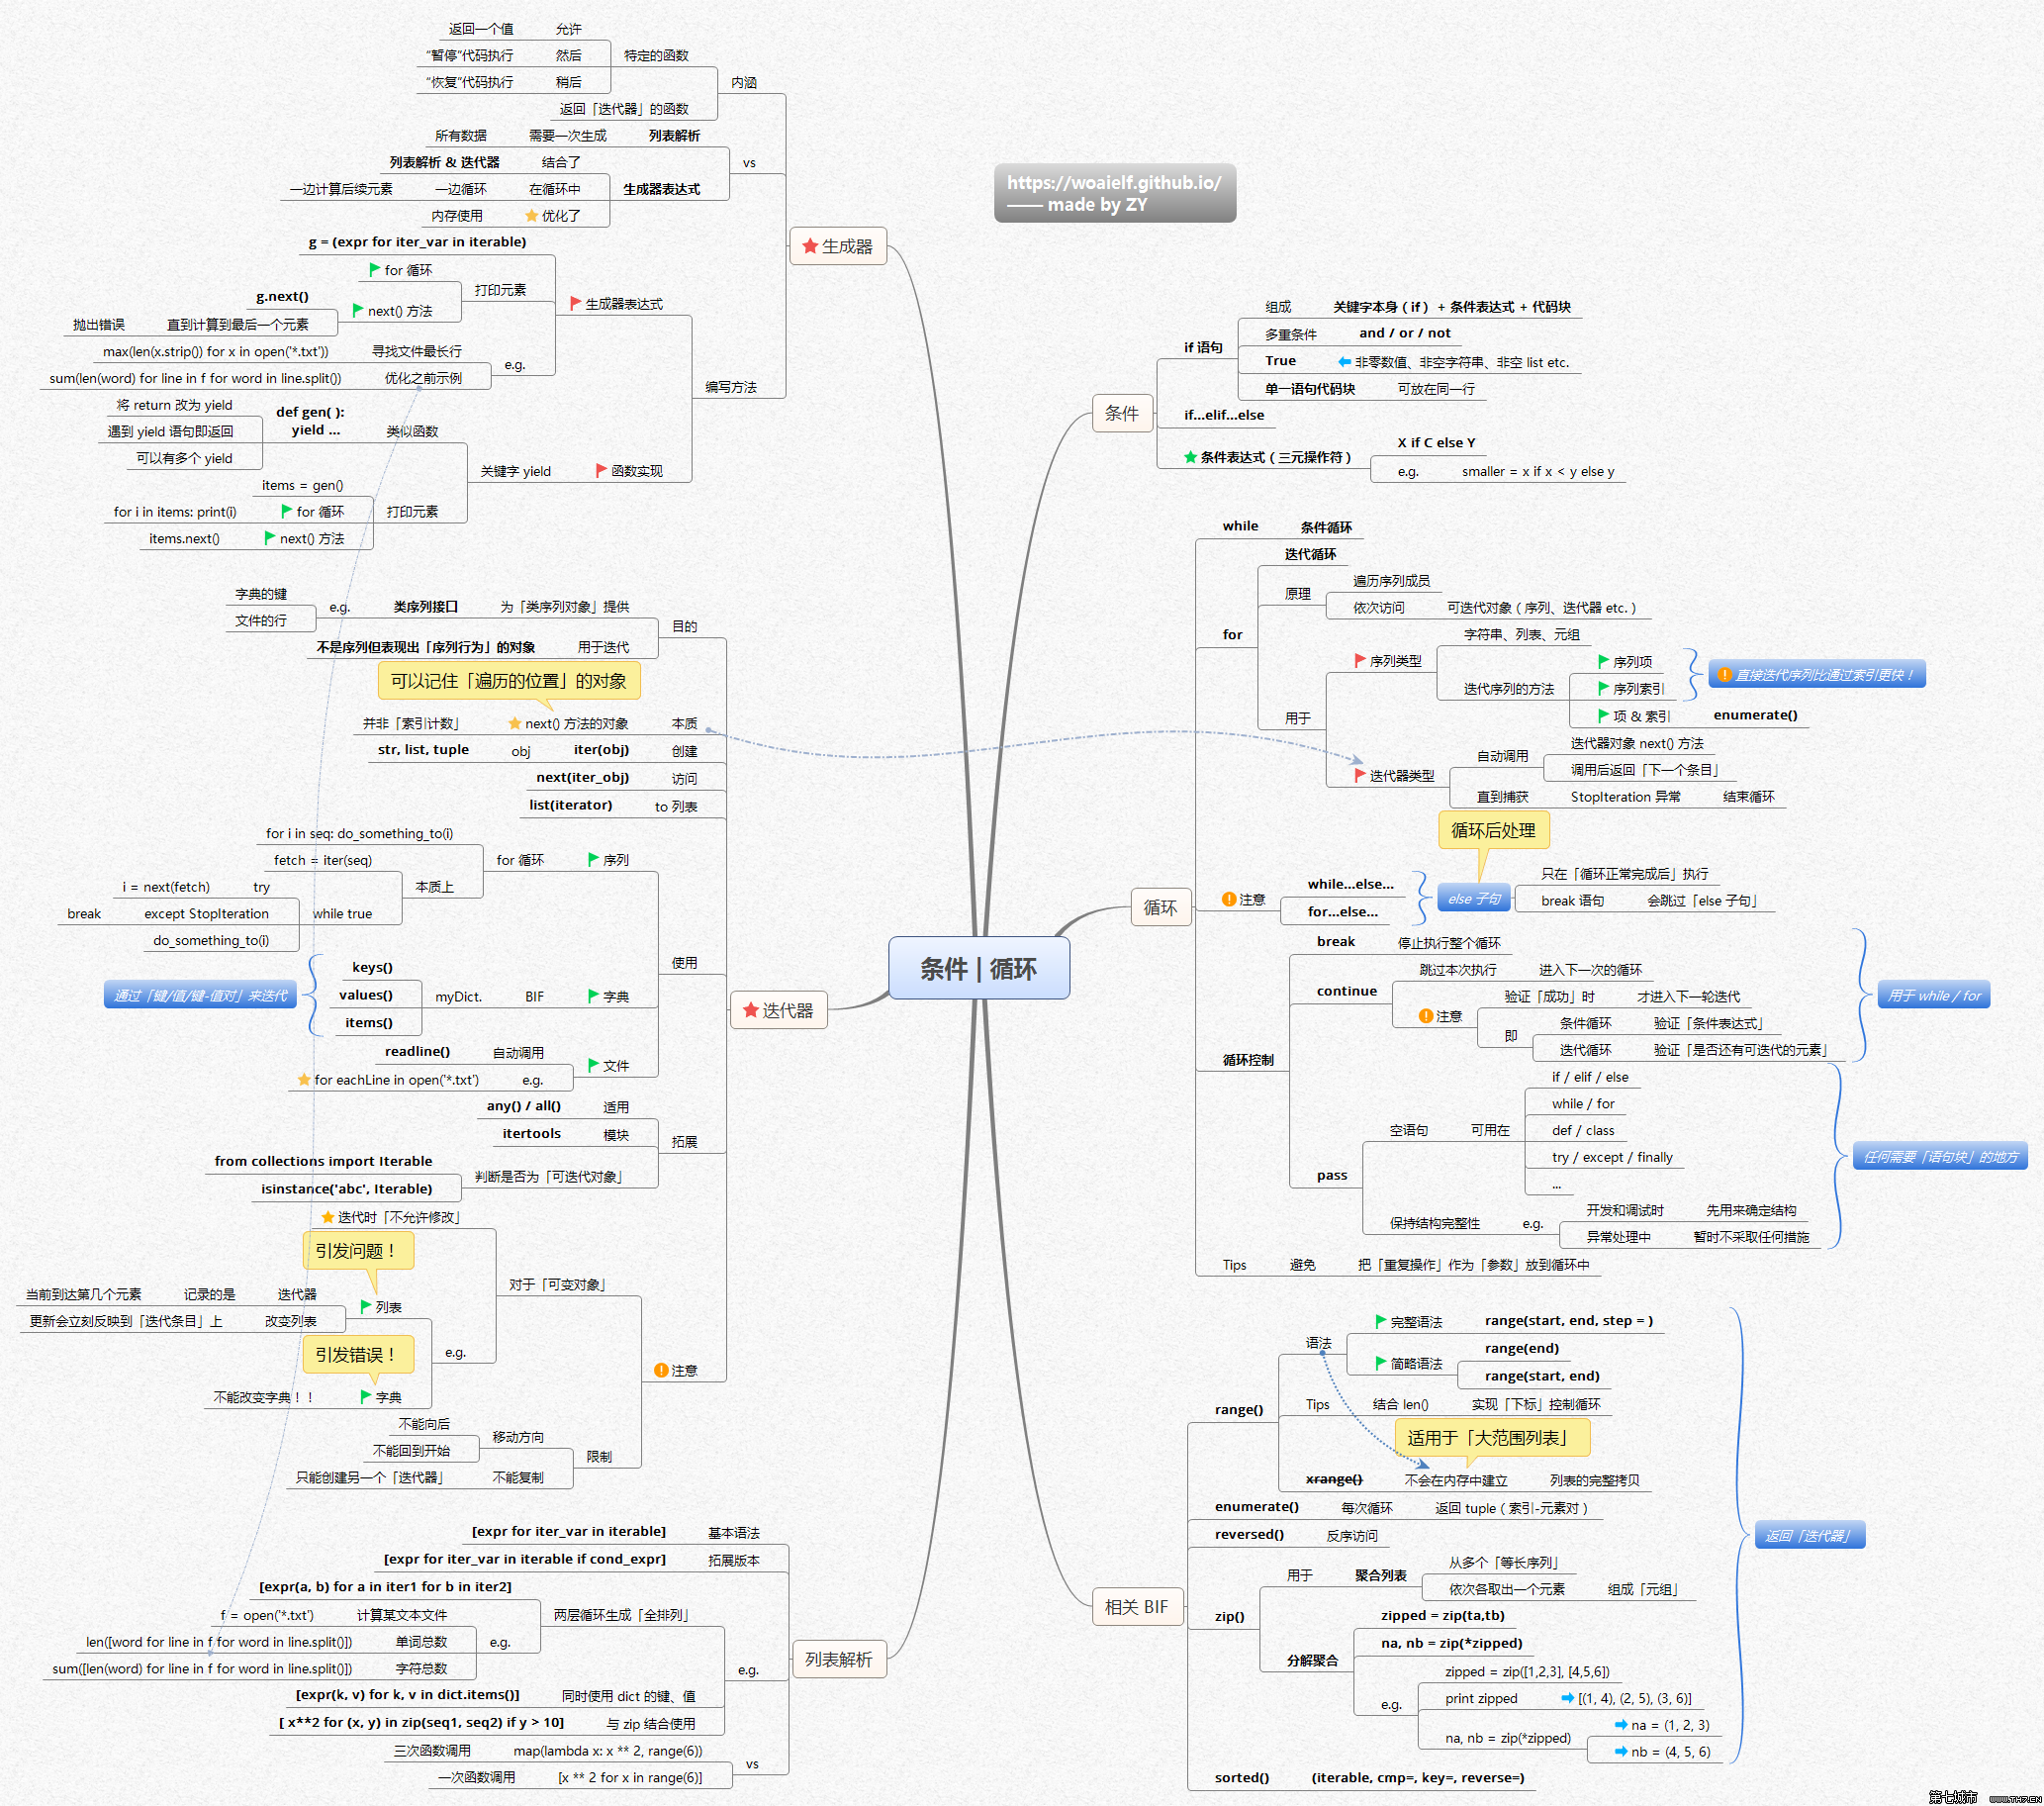 https://woaielf.github.io/
—— made by ZY
条件 | 循环
条件
if 语句
组成 关键字本身（if）+ 条件表达式 + 代码块
多重条件 and / or / not
True 非零数值、非空字符串、非空 list etc.
单一语句代码块 可放在同一行
if...elif...else
条件表达式（三元操作符）
X if C else Y
e.g. smaller = x if x < y else y
循环
while 条件循环
for
迭代循环
原理
遍历序列成员
依次访问 可迭代对象（序列、迭代器 etc.）
用于
序列类型
字符串、列表、元组
迭代序列的方法
序列项
序列索引
直接迭代序列比通过索引更快！
项 & 索引 enumerate()
迭代器类型
自动调用
迭代器对象 next() 方法
调用后返回「下一个条目」
直到捕获 StopIteration 异常 结束循环
注意
while...else...
for...else...
循环后处理
else 子句
只在「循环正常完成后」执行
break 语句 会跳过「else 子句」
循环控制
break 停止执行整个循环
continue
跳过本次执行 进入下一次的循环
注意
验证「成功」时 才进入下一轮迭代
即
条件循环 验证「条件表达式」
迭代循环 验证「是否还有可迭代的元素」
用于 while / for
pass
空语句 可用在
if / elif / else
while / for
def / class
try / except / finally
...
保持结构完整性 e.g.
开发和调试时 先用来确定结构
异常处理中 暂时不采取任何措施
任何需要「语句块」的地方
Tips 避免 把「重复操作」作为「参数」放到循环中
相关 BIF
range()
语法
完整语法 range(start, end, step = )
简略语法
range(end)
range(start, end)
Tips 结合 len() 实现「下标」控制循环
适用于「大范围列表」
xrange() 不会在内存中建立 列表的完整拷贝
enumerate() 每次循环 返回 tuple（索引-元素对）
reversed() 反序访问
zip()
用于 聚合列表
从多个「等长序列」
依次各取出一个元素 组成「元组」
分解聚合
zipped = zip(ta,tb)
na, nb = zip(*zipped)
e.g.
zipped = zip([1,2,3], [4,5,6])
print zipped [(1, 4), (2, 5), (3, 6)]
na, nb = zip(*zipped)
na = (1, 2, 3)
nb = (4, 5, 6)
sorted() (iterable, cmp=, key=, reverse=)
返回「迭代器」
生成器
内涵
特定的函数
允许 返回一个值
然后 “暂停”代码执行
稍后 “恢复”代码执行
返回「迭代器」的函数
vs
列表解析 需要一次生成 所有数据
生成器表达式
结合了 列表解析 & 迭代器
在循环中 一边循环 一边计算后续元素
优化了 内存使用
编写方法
生成器表达式
g = (expr for iter_var in iterable)
打印元素
for 循环
next() 方法
g.next()
直到计算到最后一个元素 抛出错误
e.g.
寻找文件最长行 max(len(x.strip()) for x in open('*.txt'))
优化之前示例 sum(len(word) for line in f for word in line.split())
函数实现
关键字 yield
类似函数
def gen( ):
yield ...
将 return 改为 yield
遇到 yield 语句即返回
可以有多个 yield
打印元素
items = gen()
for 循环 for i in items: print(i)
next() 方法 items.next()
迭代器
目的
为「类序列对象」提供 类序列接口 e.g.
字典的键
文件的行
用于迭代 不是序列但表现出「序列行为」的对象
可以记住「遍历的位置」的对象
本质 next() 方法的对象 并非「索引计数」
创建 iter(obj) obj str, list, tuple
访问 next(iter_obj)
to 列表 list(iterator)
使用
序列
for 循环
for i in seq: do_something_to(i)
本质上
fetch = iter(seq)
while true
try i = next(fetch)
except StopIteration break
do_something_to(i)
字典 BIF myDict.
keys()
values()
items()
通过「键/值/键-值对」来迭代
文件
自动调用 readline()
e.g. for eachLine in open('*.txt')
拓展
适用 any() / all()
模块 itertools
判断是否为「可迭代对象」
from collections import Iterable
isinstance('abc', Iterable)
注意
对于「可变对象」
迭代时「不允许修改」
e.g.
引发问题！
列表
迭代器 记录的是 当前到达第几个元素
改变列表 更新会立刻反映到「迭代条目」上
引发错误！
字典 不能改变字典！！
限制
移动方向
不能向后
不能回到开始
不能复制 只能创建另一个「迭代器」
列表解析
基本语法 [expr for iter_var in iterable]
拓展版本 [expr for iter_var in iterable if cond_expr]
e.g.
两层循环生成「全排列」
[expr(a, b) for a in iter1 for b in iter2]
e.g.
计算某文本文件 f = open('*.txt')
单词总数 len([word for line in f for word in line.split()])
字符总数 sum([len(word) for line in f for word in line.split()])
同时使用 dict 的键、值 [expr(k, v) for k, v in dict.items()]
与 zip 结合使用 [ x**2 for (x, y) in zip(seq1, seq2) if y > 10]
vs
map(lambda x: x ** 2, range(6)) 三次函数调用
[x ** 2 for x in range(6)] 一次函数调用
第七城市 www.TH7.CN